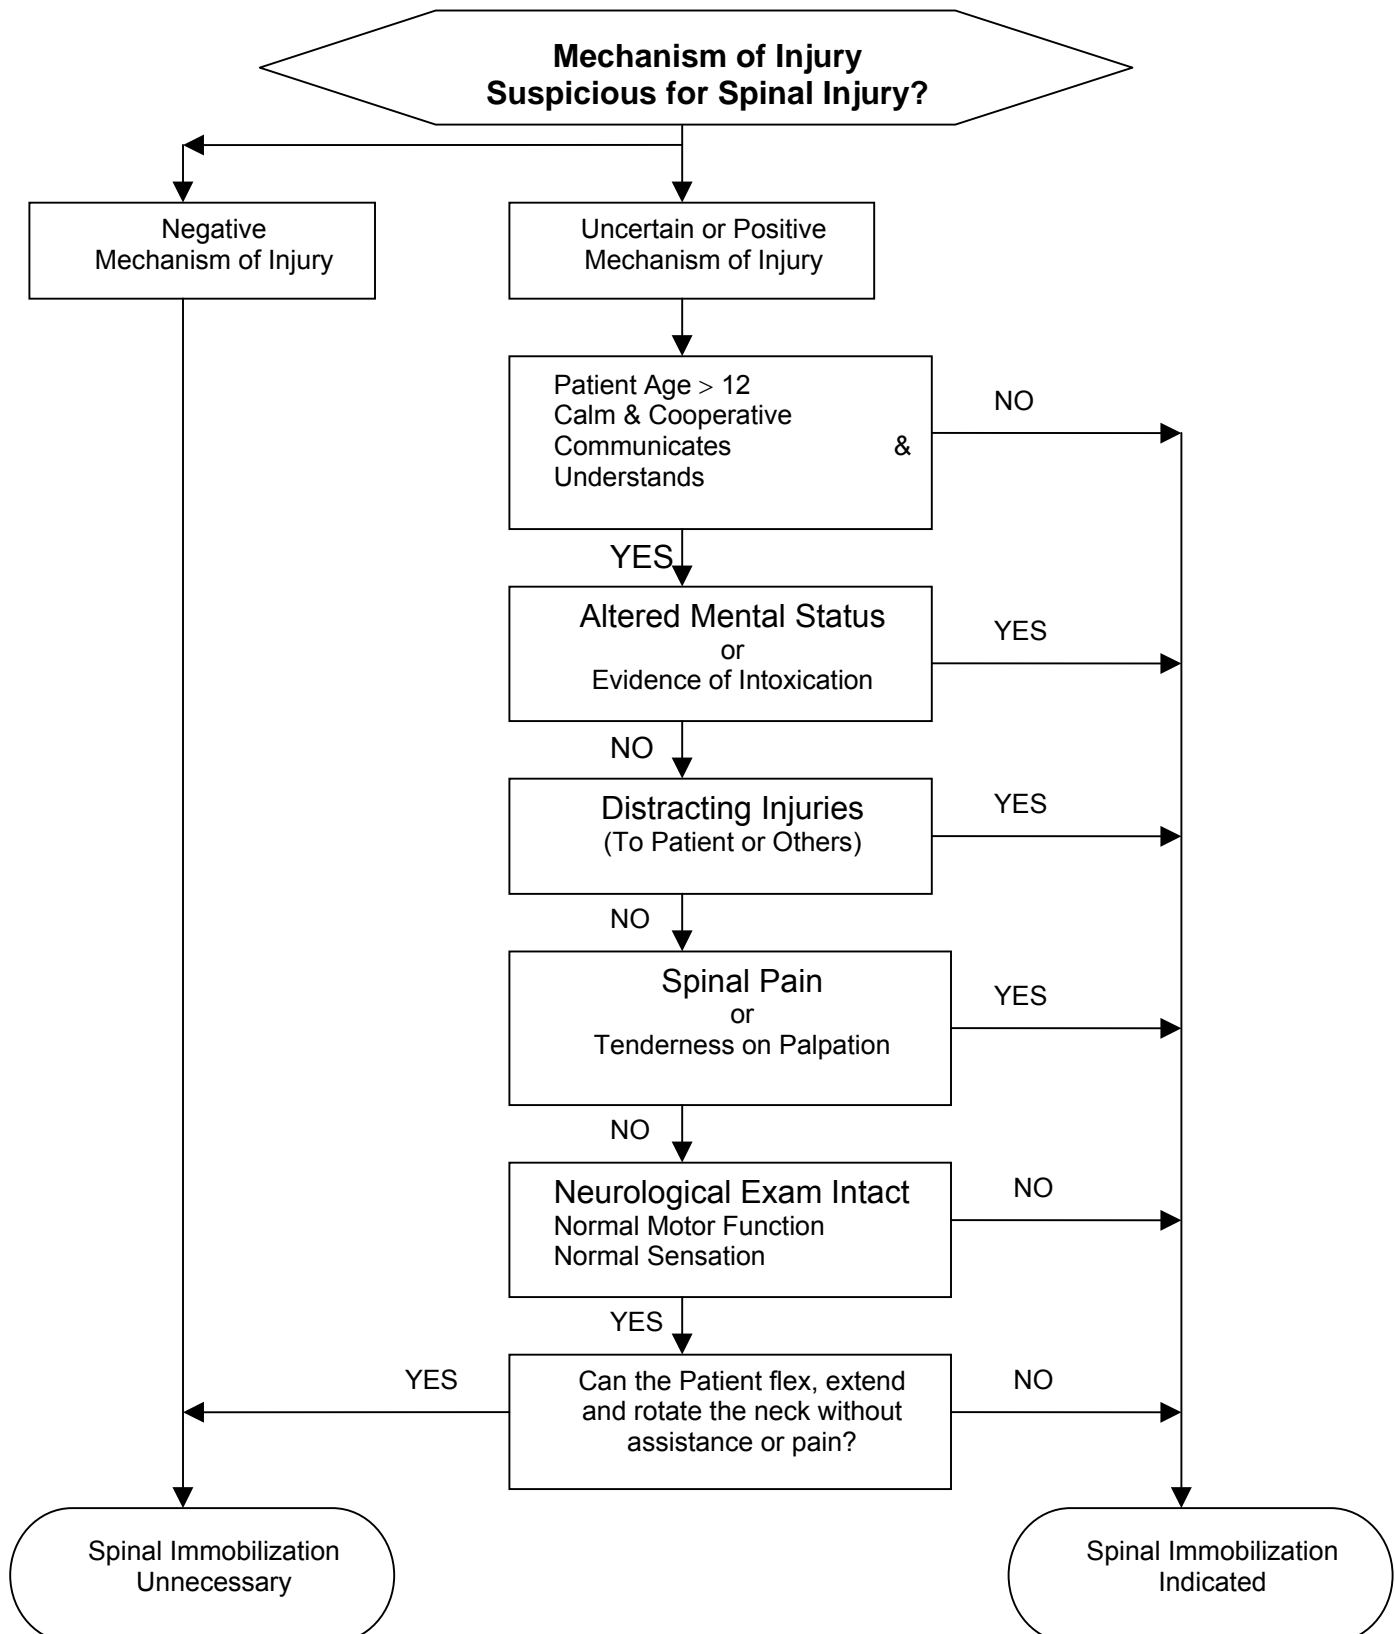 Mechanism of Injury
Suspicious for Spinal Injury?
Negative
Mechanism of Injury
Uncertain or Positive
Mechanism of Injury
Patient Age > 12
Calm & Cooperative
Communicates &
Understands
NO
YES
Altered Mental Status
or
Evidence of Intoxication
YES
NO
Distracting Injuries
(To Patient or Others)
YES
NO
Spinal Pain
or
Tenderness on Palpation
YES
NO
Neurological Exam Intact
Normal Motor Function
Normal Sensation
NO
YES
YES
Can the Patient flex, extend
and rotate the neck without
assistance or pain?
NO
Spinal Immobilization
Unnecessary
Spinal Immobilization
Indicated